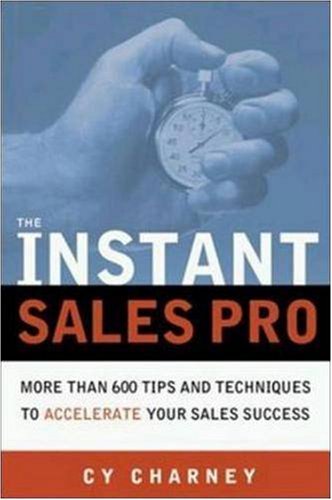 THE
INSTANT
SALES PRO
MORE THAN 600 TIPS AND TECHNIQUES
TO ACCELERATE YOUR SALES SUCCESS
CY CHARNEY